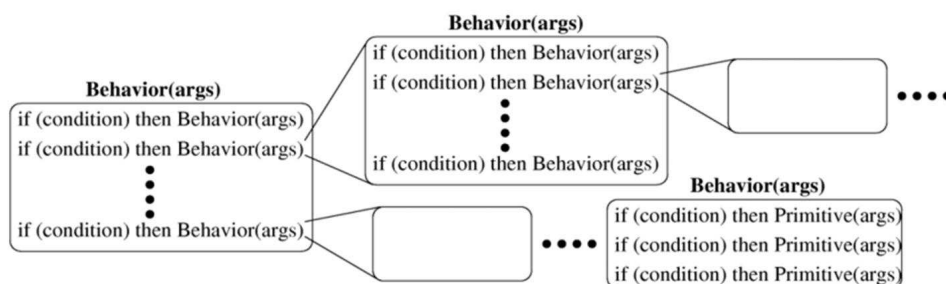 Behavior(args)
if (condition) then Behavior(args)
if (condition) then Behavior(args)
if (condition) then Behavior(args)
Behavior(args)
if (condition) then Behavior(args)
if (condition) then Behavior(args)
if (condition) then Behavior(args)
Behavior(args)
if (condition) then Primitive(args)
if (condition) then Primitive(args)
if (condition) then Primitive(args)